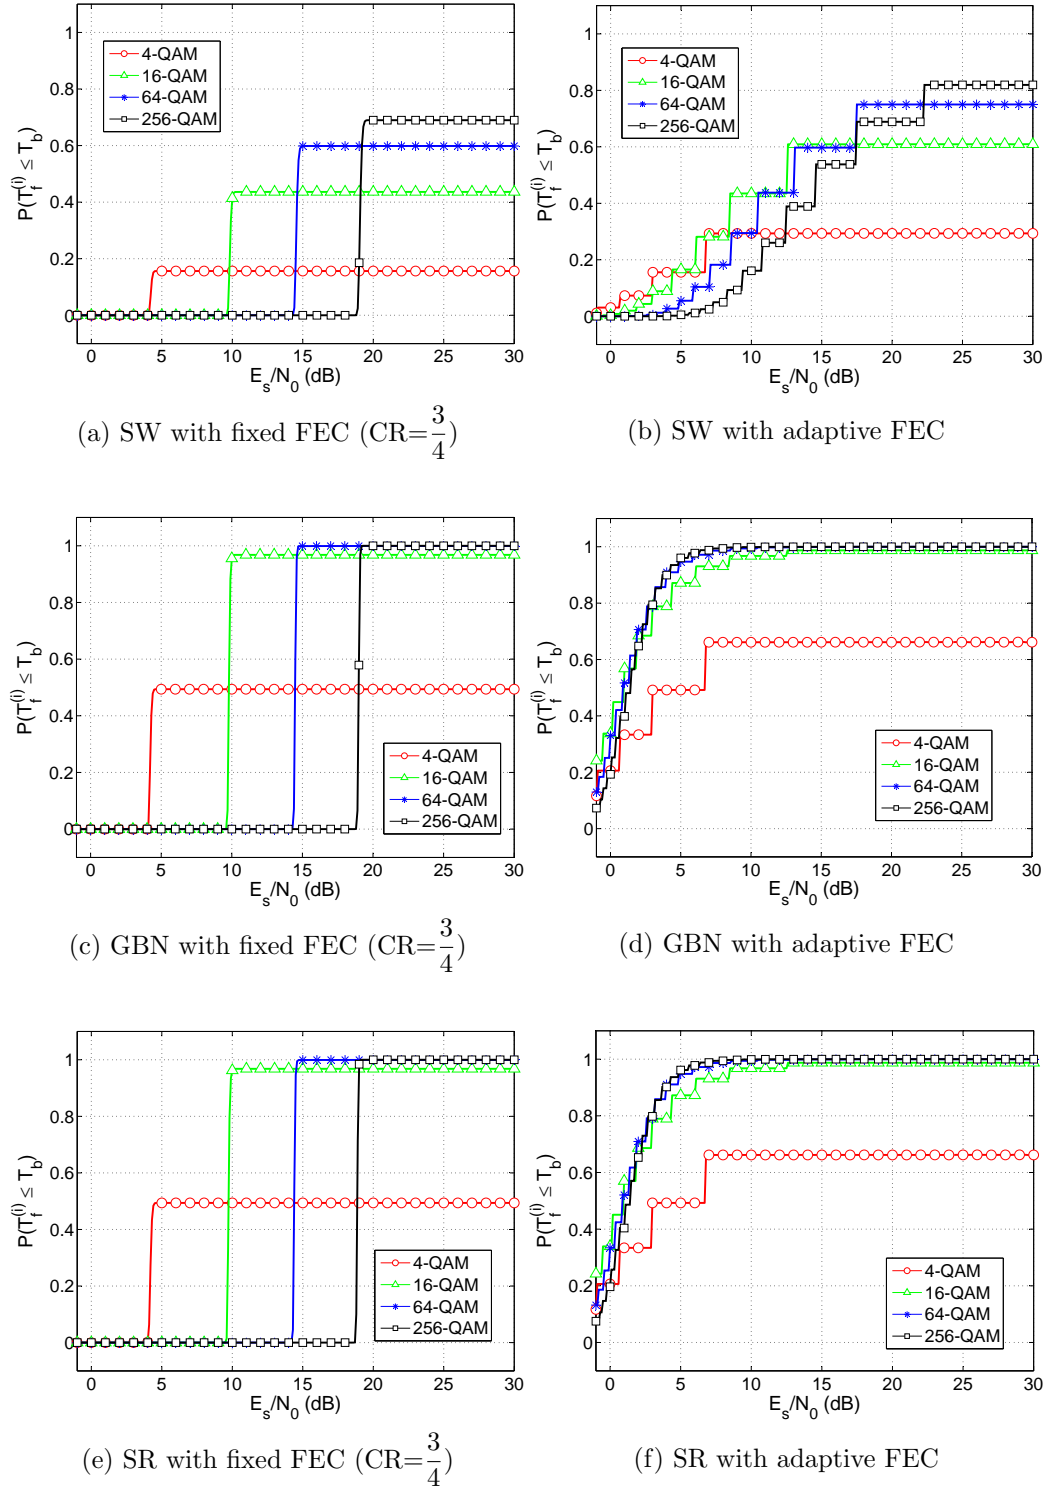 1
0.8
0.6
0.4
0.2
0
P(T_f^(i) ≤ T_b)
4-QAM
16-QAM
64-QAM
256-QAM
0 5 10 15 20 25 30
E_s/N_0 (dB)
(a) SW with fixed FEC (CR=3/4)
1
0.8
0.6
0.4
0.2
0
P(T_f^(i) ≤ T_b)
4-QAM
16-QAM
64-QAM
256-QAM
0 5 10 15 20 25 30
E_s/N_0 (dB)
(b) SW with adaptive FEC
1
0.8
0.6
0.4
0.2
0
P(T_f^(i) ≤ T_b)
4-QAM
16-QAM
64-QAM
256-QAM
0 5 10 15 20 25 30
E_s/N_0 (dB)
(c) GBN with fixed FEC (CR=3/4)
1
0.8
0.6
0.4
0.2
0
P(T_f^(i) ≤ T_b)
4-QAM
16-QAM
64-QAM
256-QAM
0 5 10 15 20 25 30
E_s/N_0 (dB)
(d) GBN with adaptive FEC
1
0.8
0.6
0.4
0.2
0
P(T_f^(i) ≤ T_b)
4-QAM
16-QAM
64-QAM
256-QAM
0 5 10 15 20 25 30
E_s/N_0 (dB)
(e) SR with fixed FEC (CR=3/4)
1
0.8
0.6
0.4
0.2
0
P(T_f^(i) ≤ T_b)
4-QAM
16-QAM
64-QAM
256-QAM
0 5 10 15 20 25 30
E_s/N_0 (dB)
(f) SR with adaptive FEC